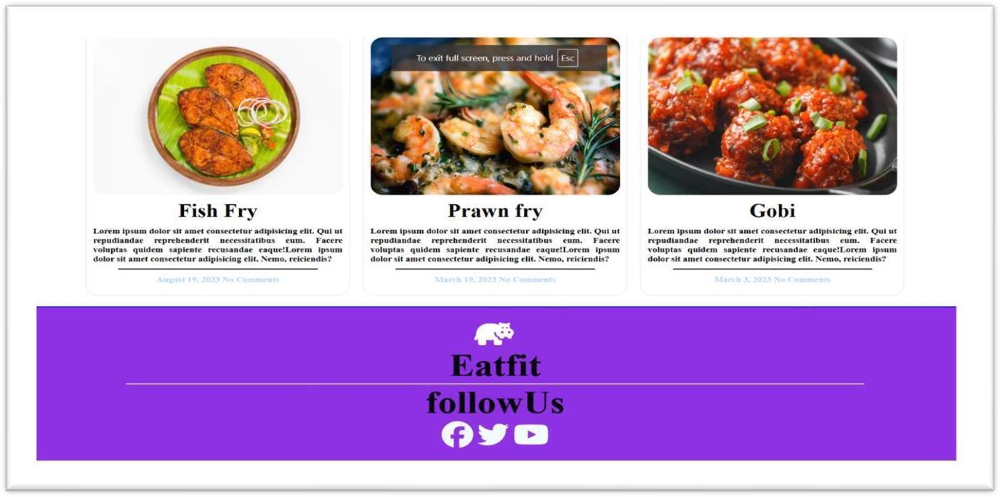 To exit full screen, press and hold Esc
Fish Fry
Lorem ipsum dolor sit amet consectetur adipisicing elit. Qui ut
repudiandae reprehenderit necessitatibus eum. Facere
voluptas quidem sapiente recusandae eaque!Lorem ipsum
dolor sit amet consectetur adipisicing elit. Nemo, reiciendis?
August 19, 2023 No Comments
Prawn fry
Lorem ipsum dolor sit amet consectetur adipisicing elit. Qui ut
repudiandae reprehenderit necessitatibus eum. Facere
voluptas quidem sapiente recusandae eaque!Lorem ipsum
dolor sit amet consectetur adipisicing elit. Nemo, reiciendis?
March 19, 2023 No Comments
Gobi
Lorem ipsum dolor sit amet consectetur adipisicing elit. Qui ut
repudiandae reprehenderit necessitatibus eum. Facere
voluptas quidem sapiente recusandae eaque!Lorem ipsum
dolor sit amet consectetur adipisicing elit. Nemo, reiciendis?
March 3, 2023 No Comments
Eatfit
followUs